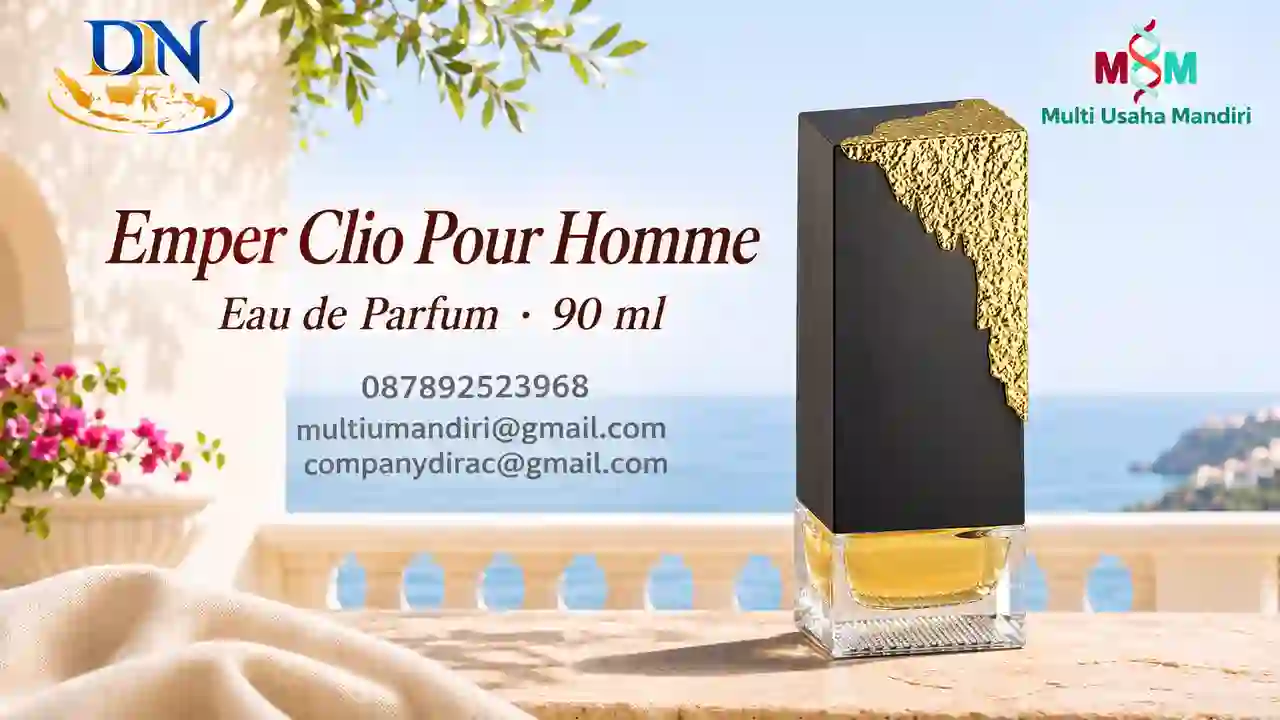 DN
MSM
Multi Usaha Mandiri
Emper Clio Pour Homme
Eau de Parfum · 90 ml
087892523968
multiumandiri@gmail.com
companydirac@gmail.com